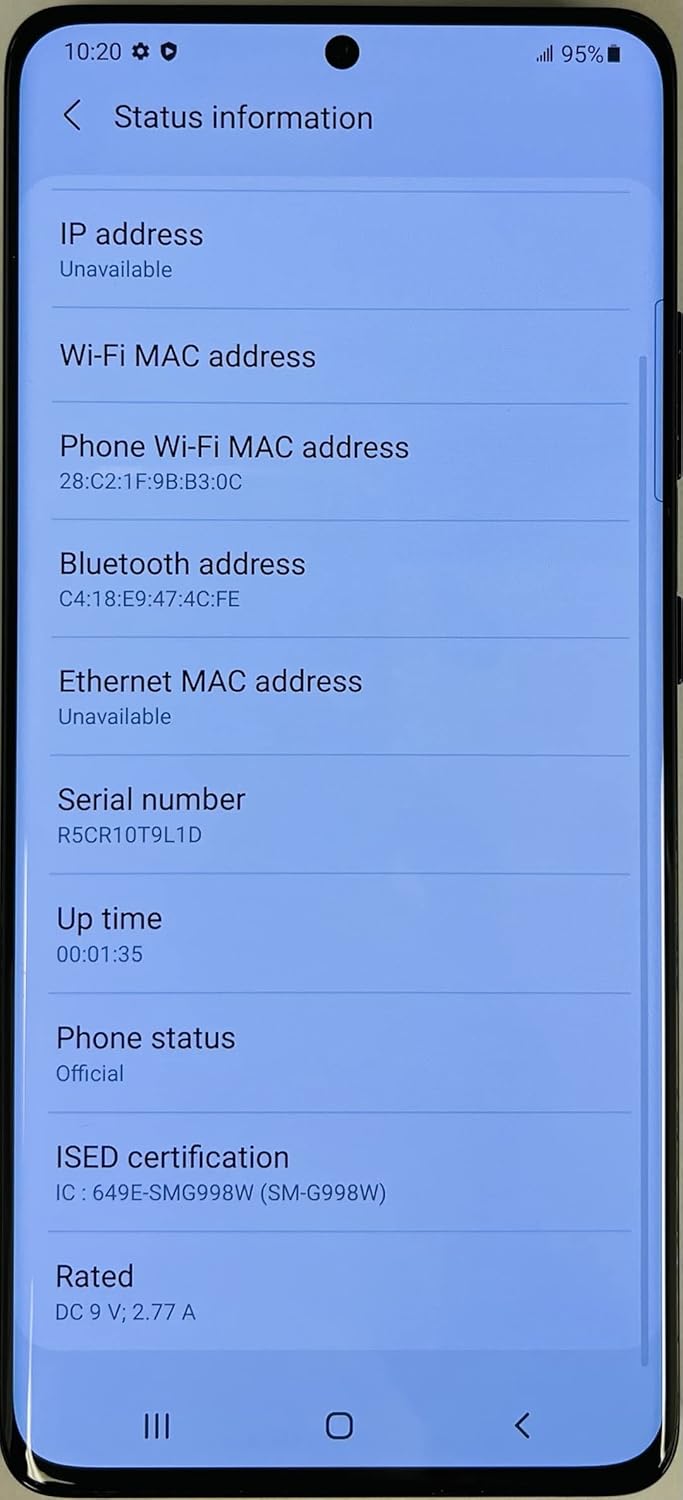 10:20 95%
Status information
IP address
Unavailable
Wi-Fi MAC address
Phone Wi-Fi MAC address
28:C2:1F:9B:B3:0C
Bluetooth address
C4:18:E9:47:4C:FE
Ethernet MAC address
Unavailable
Serial number
R5CR10T9L1D
Up time
00:01:35
Phone status
Official
ISED certification
IC : 649E-SMG998W (SM-G998W)
Rated
DC 9 V; 2.77 A